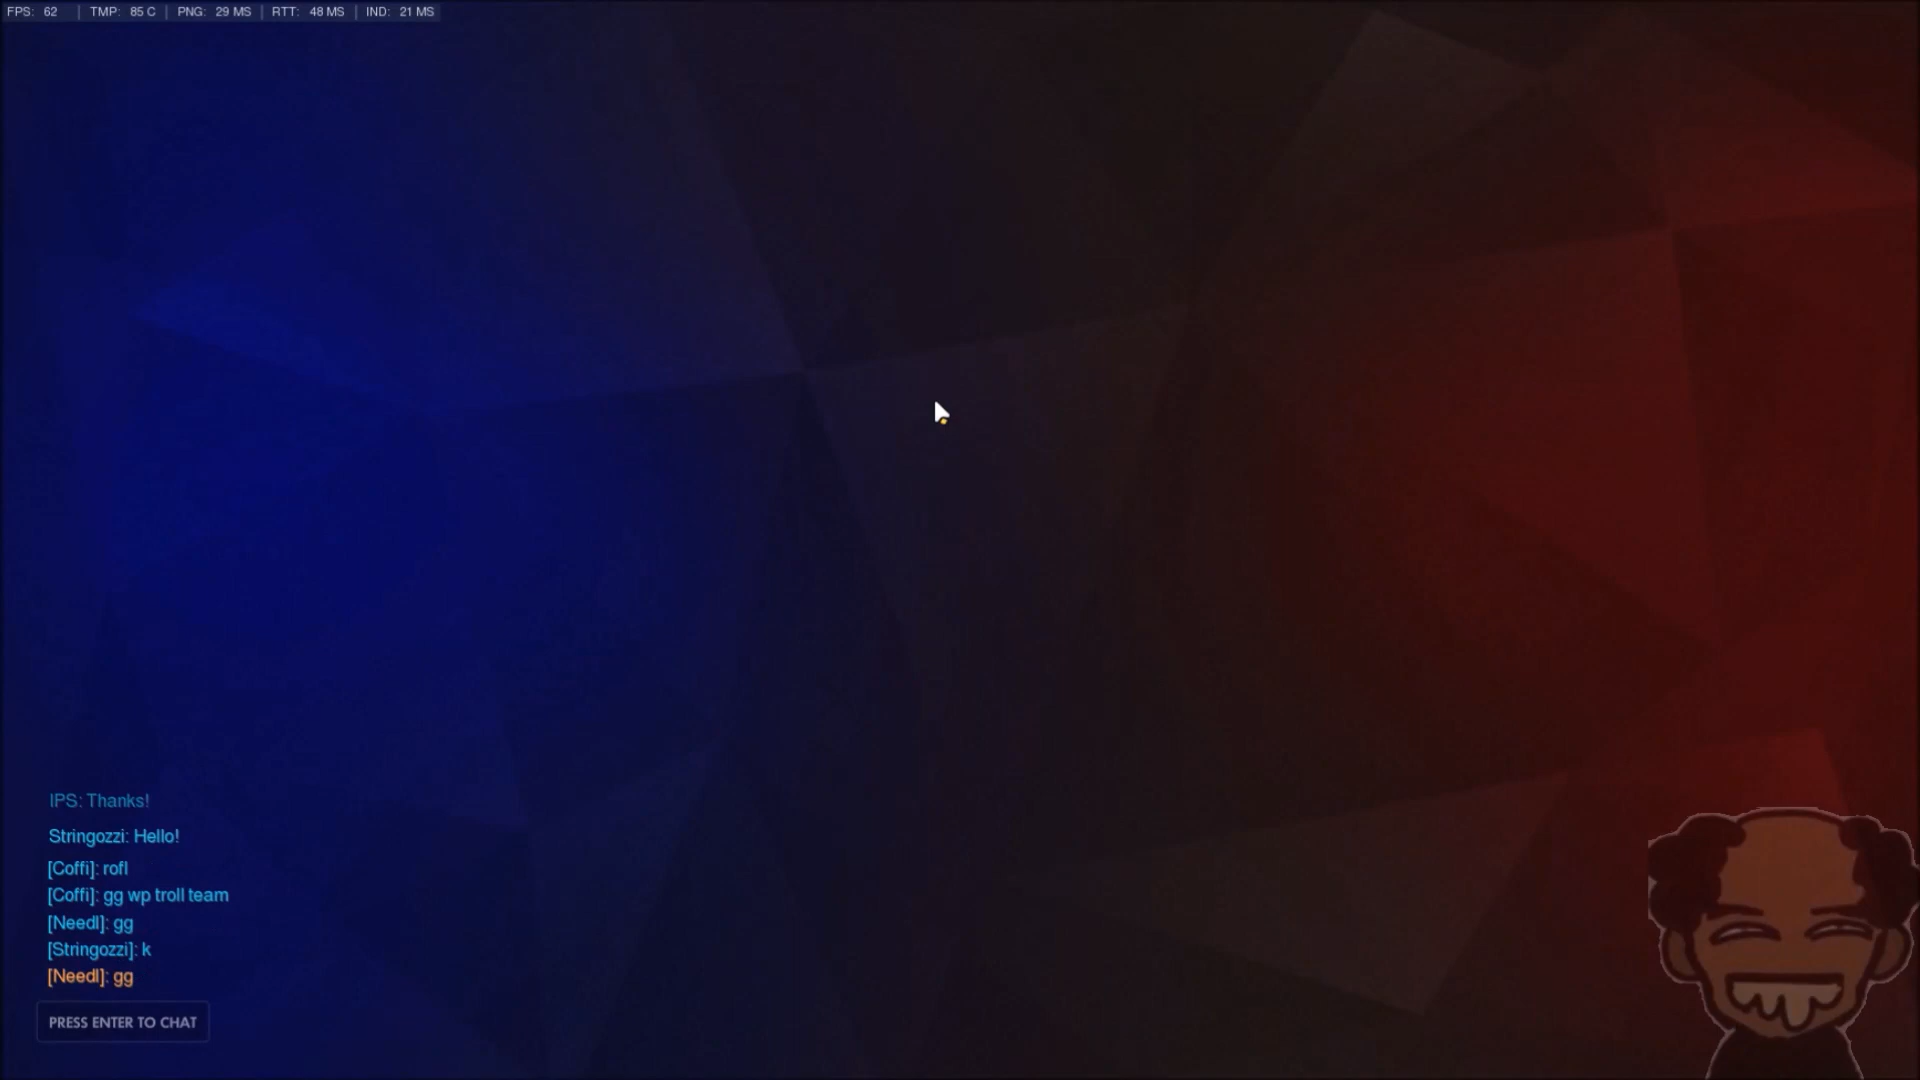 FPS: 62 | TMP: 85 C | PNG: 29 MS | RTT: 48 MS | IND: 21 MS
IPS: Thanks!
Stringozzi: Hello!
[Coffi]: rofl
[Coffi]: gg wp troll team
[Needl]: gg
[Stringozzi]: k
[Needl]: gg
PRESS ENTER TO CHAT